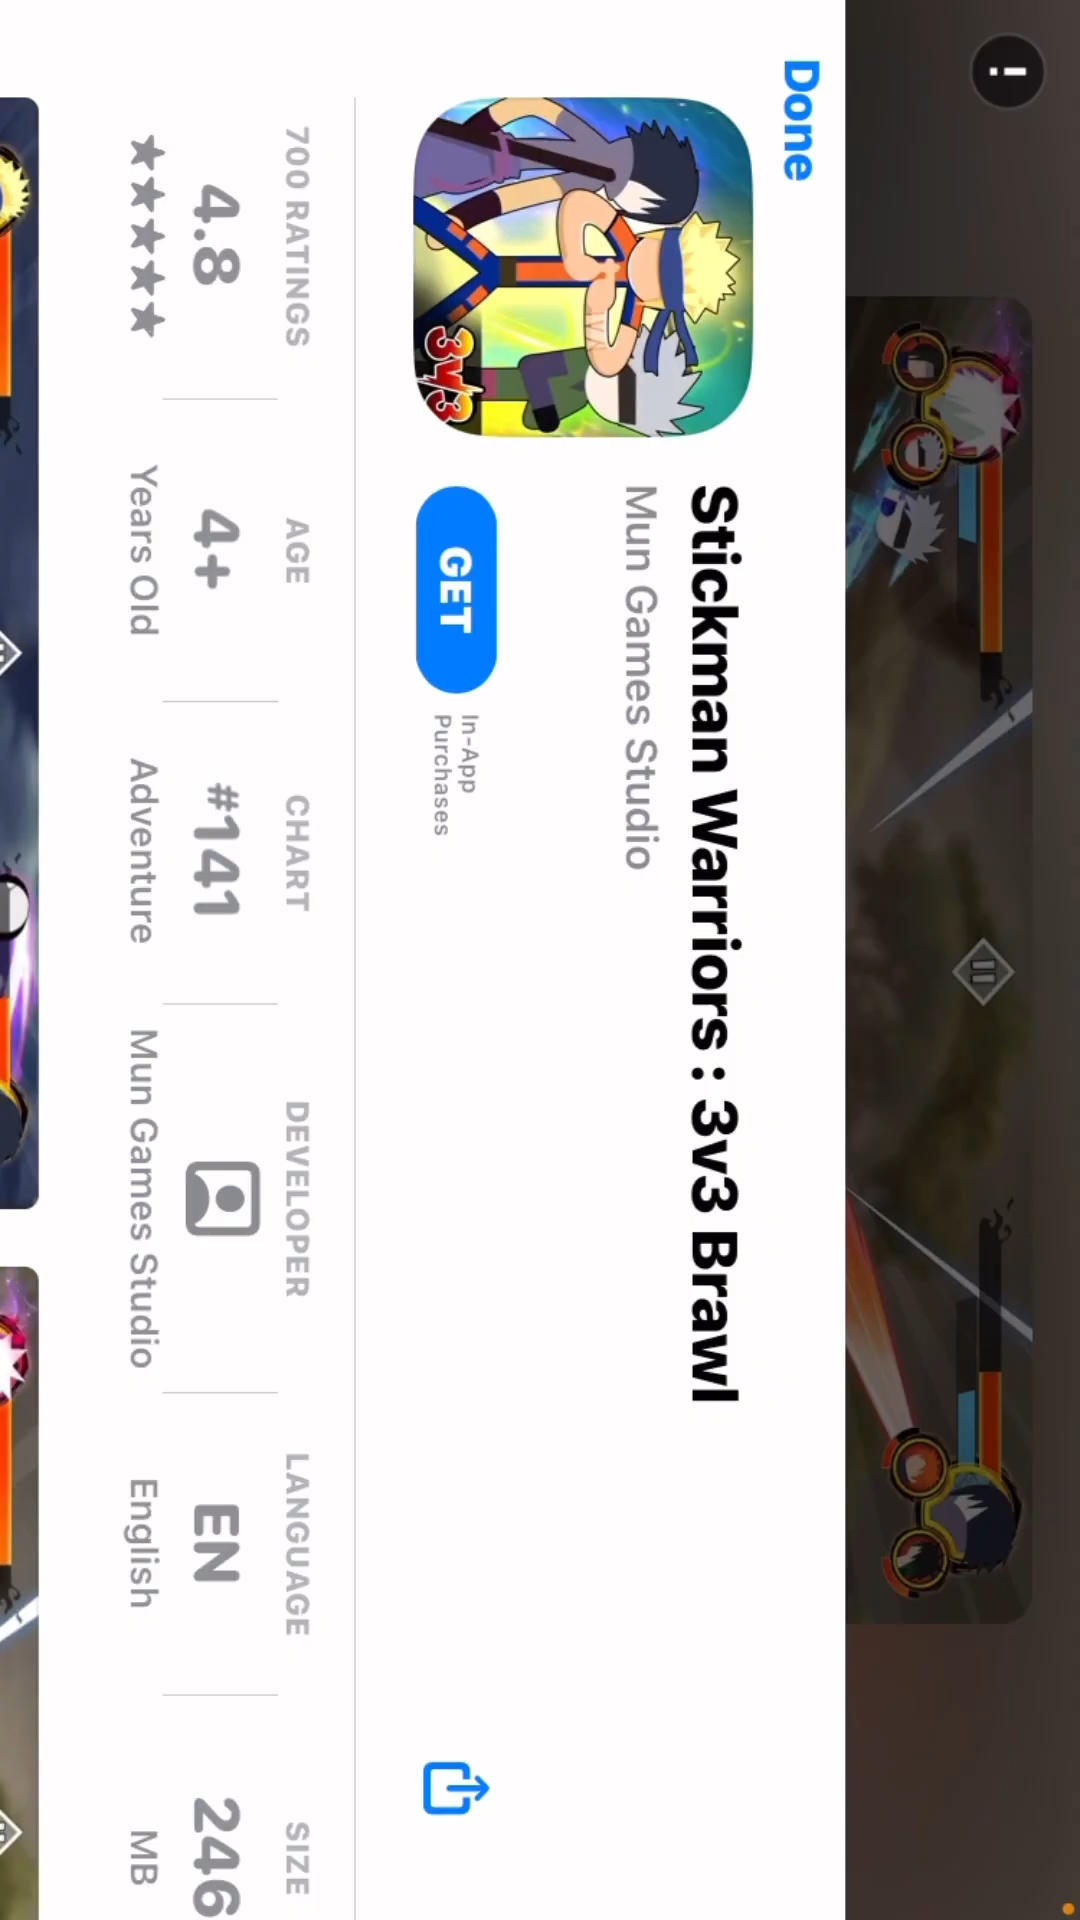 Done
3v3
Stickman Warriors : 3v3 Brawl
Mun Games Studio
GET
In-App
Purchases
700 RATINGS
4.8
AGE
4+
Years Old
CHART
#141
Adventure
DEVELOPER
Mun Games Studio
LANGUAGE
EN
English
SIZE
246
MB